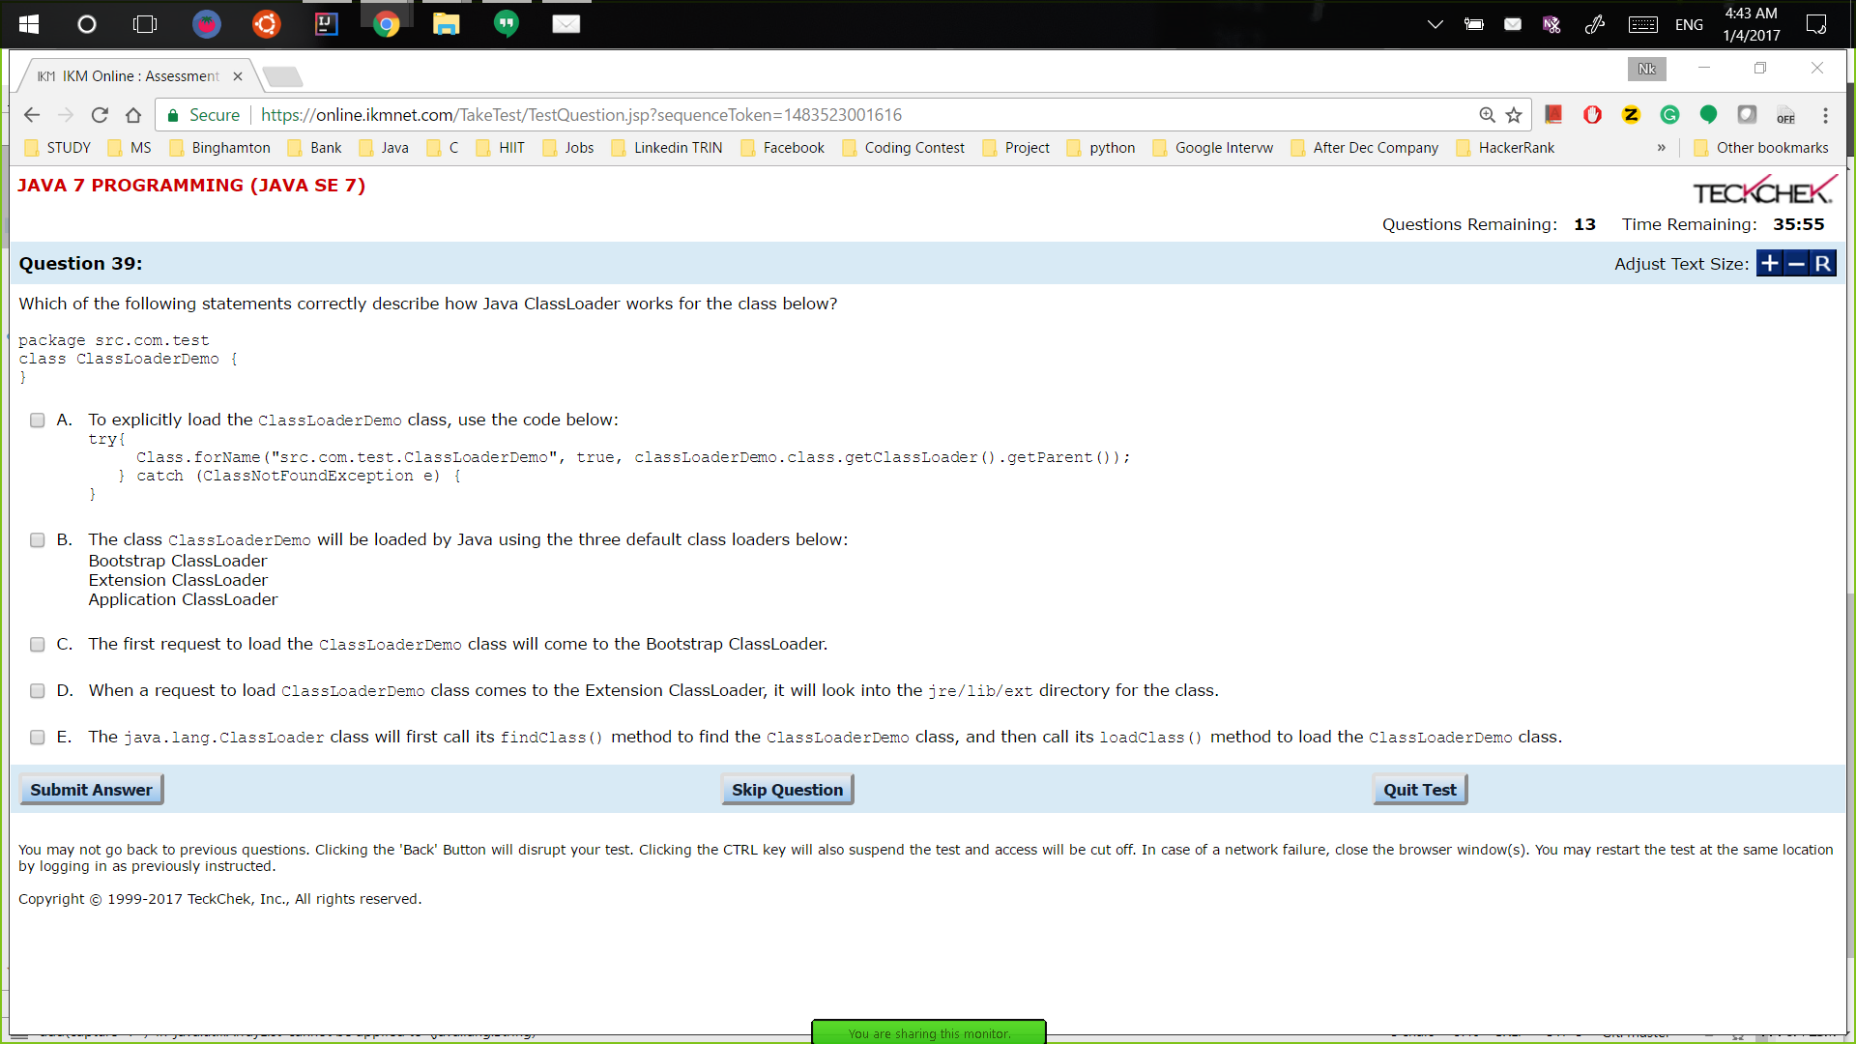 ENG
4:43 AM
1/4/2017
IKM IKM Online : Assessment
Nk
Secure https://online.ikmnet.com/TakeTest/TestQuestion.jsp?sequenceToken=1483523001616
OFF
STUDY MS Binghamton Bank Java C HIIT Jobs Linkedin TRIN Facebook Coding Contest Project python Google Intervw After Dec Company HackerRank » Other bookmarks
JAVA 7 PROGRAMMING (JAVA SE 7)
TECKCHEK.
Questions Remaining: 13 Time Remaining: 35:55
Question 39:
Adjust Text Size: + − R
Which of the following statements correctly describe how Java ClassLoader works for the class below?
package src.com.test
class ClassLoaderDemo {
}
A. To explicitly load the ClassLoaderDemo class, use the code below:
try{
Class.forName("src.com.test.ClassLoaderDemo", true, classLoaderDemo.class.getClassLoader().getParent());
} catch (ClassNotFoundException e) {
}
B. The class ClassLoaderDemo will be loaded by Java using the three default class loaders below:
Bootstrap ClassLoader
Extension ClassLoader
Application ClassLoader
C. The first request to load the ClassLoaderDemo class will come to the Bootstrap ClassLoader.
D. When a request to load ClassLoaderDemo class comes to the Extension ClassLoader, it will look into the jre/lib/ext directory for the class.
E. The java.lang.ClassLoader class will first call its findClass() method to find the ClassLoaderDemo class, and then call its loadClass() method to load the ClassLoaderDemo class.
Submit Answer Skip Question Quit Test
You may not go back to previous questions. Clicking the 'Back' Button will disrupt your test. Clicking the CTRL key will also suspend the test and access will be cut off. In case of a network failure, close the browser window(s). You may restart the test at the same location
by logging in as previously instructed.
Copyright © 1999-2017 TeckChek, Inc., All rights reserved.
You are sharing this monitor.